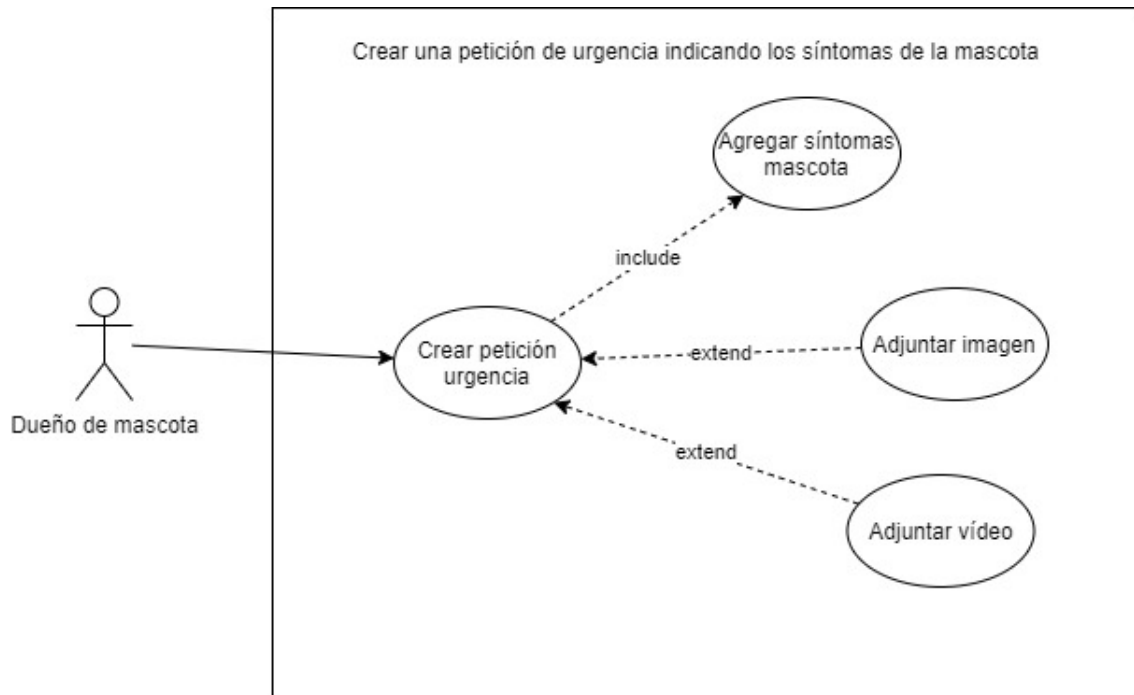 Crear una petición de urgencia indicando los síntomas de la mascota
Agregar síntomas
mascota
include
Crear petición
urgencia
extend
Adjuntar imagen
Dueño de mascota
extend
Adjuntar vídeo